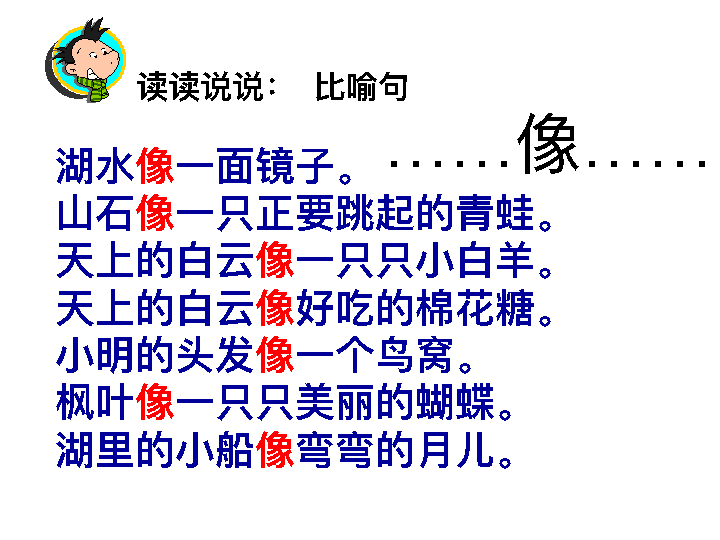 读读说说： 比喻句
湖水像一面镜子。 ……像……
山石像一只正要跳起的青蛙。
天上的白云像一只只小白羊。
天上的白云像好吃的棉花糖。
小明的头发像一个鸟窝。
枫叶像一只只美丽的蝴蝶。
湖里的小船像弯弯的月儿。